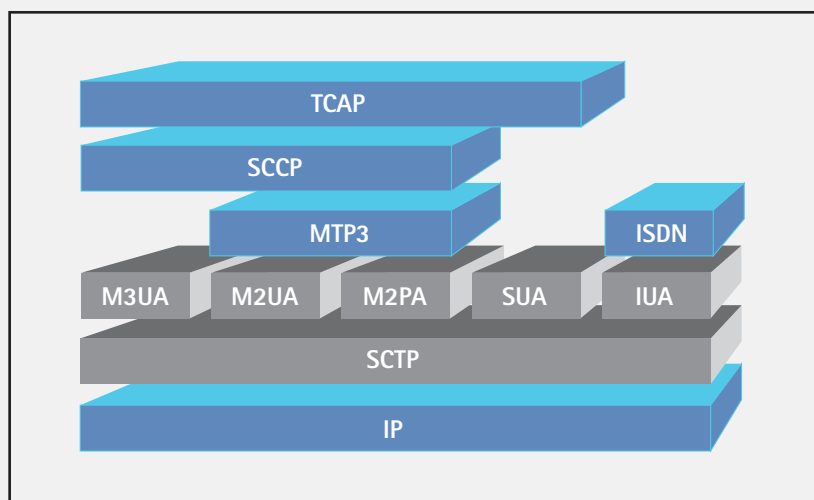 TCAP
SCCP
MTP3 ISDN
M3UA M2UA M2PA SUA IUA
SCTP
IP